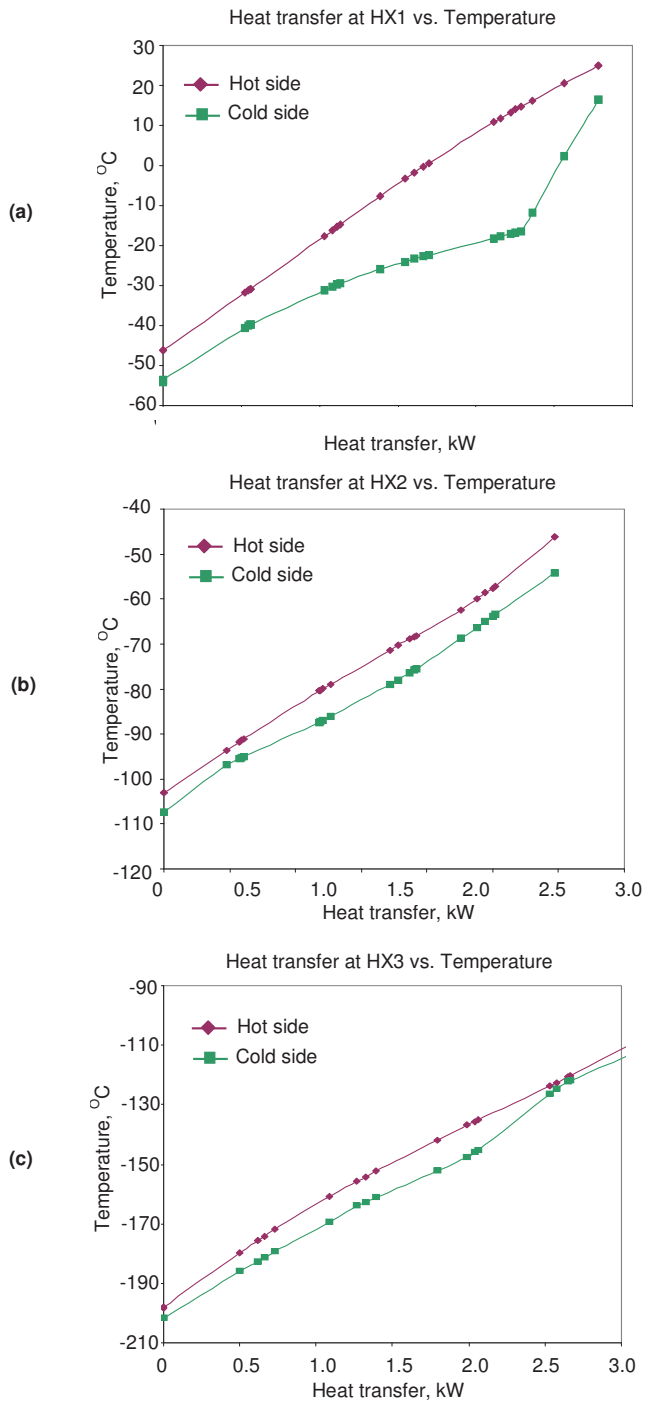 Heat transfer at HX1 vs. Temperature
30
20
10
0
-10
-20
-30
-40
-50
-60
Temperature, °C
Hot side
Cold side
(a)
Heat transfer, kW
Heat transfer at HX2 vs. Temperature
-40
-50
-60
-70
-80
-90
-100
-110
-120
Temperature, °C
Hot side
Cold side
(b)
0 0.5 1.0 1.5 2.0 2.5 3.0
Heat transfer, kW
Heat transfer at HX3 vs. Temperature
-90
-110
-130
-150
-170
-190
-210
Temperature, °C
Hot side
Cold side
(c)
0 0.5 1.0 1.5 2.0 2.5 3.0
Heat transfer, kW